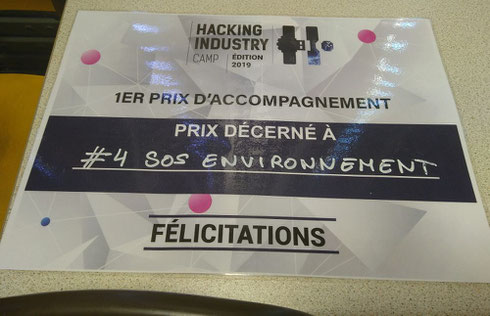 HACKING
INDUSTRY
CAMP ÉDITION
2019
1ER PRIX D'ACCOMPAGNEMENT
PRIX DÉCERNÉ À
#4 SOS ENVIRONNEMENT
FÉLICITATIONS